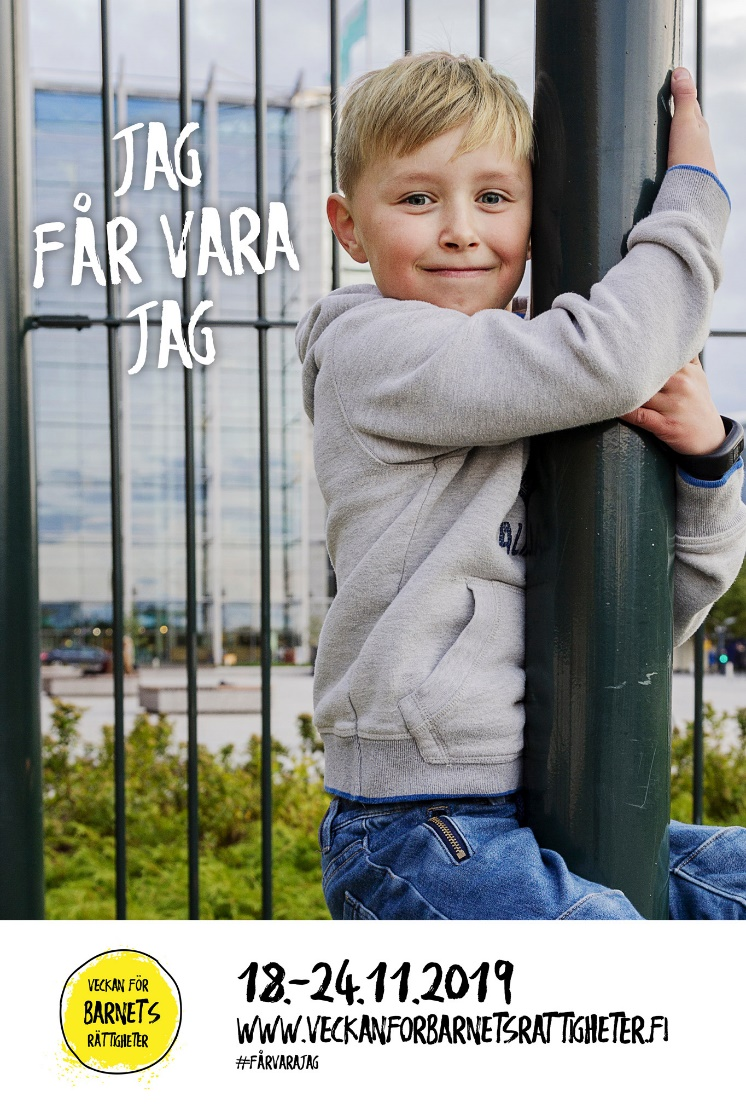 JAG
FÅR VARA
JAG
VECKAN FÖR
BARNETS
RÄTTIGHETER
18.-24.11.2019
WWW.VECKANFORBARNETSRATTIGHETER.FI
#FÅRVARAJAG